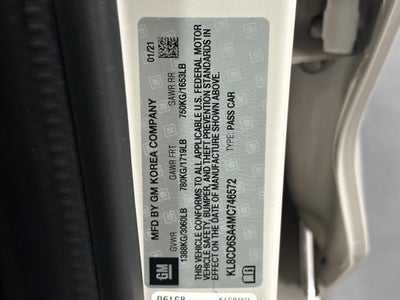 MFD BY GM KOREA COMPANY
01/21
GVWR GAWR FRT GAWR RR
1388KG/3060LB 780KG/1719LB 750KG/1653LB
THIS VEHICLE CONFORMS TO ALL APPLICABLE U.S. FEDERAL MOTOR
VEHICLE SAFETY, BUMPER, AND THEFT PREVENTION STANDARDS IN
EFFECT ON THE DATE OF MANUFACTURE SHOWN ABOVE.
KL8CD6SA4MC746572 TYPE: PASS CAR
GM